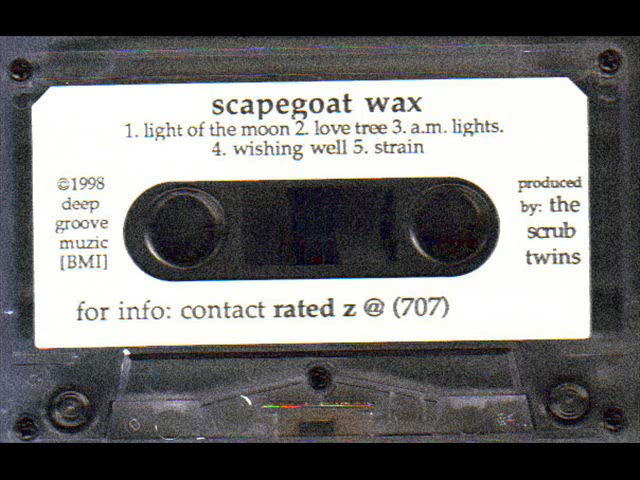 scapegoat wax
1. light of the moon 2. love tree 3. a.m. lights.
4. wishing well 5. strain
©1998
deep
groove
muzic
[BMI]
produced
by: the
scrub
twins
for info: contact rated z @ (707)